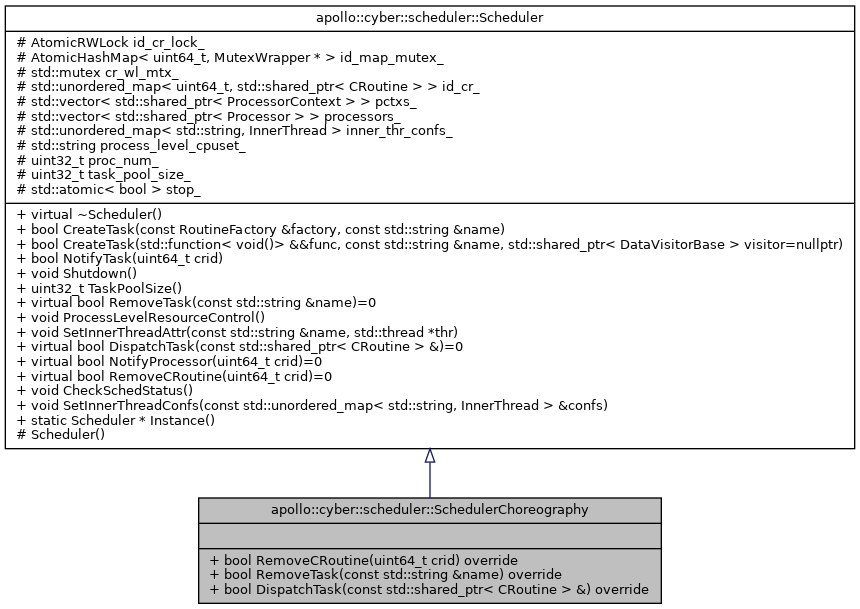 apollo::cyber::scheduler::Scheduler
# AtomicRWLock id_cr_lock_
# AtomicHashMap< uint64_t, MutexWrapper * > id_map_mutex_
# std::mutex cr_wl_mtx_
# std::unordered_map< uint64_t, std::shared_ptr< CRoutine > > id_cr_
# std::vector< std::shared_ptr< ProcessorContext > > pctxs_
# std::vector< std::shared_ptr< Processor > > processors_
# std::unordered_map< std::string, InnerThread > inner_thr_confs_
# std::string process_level_cpuset_
# uint32_t proc_num_
# uint32_t task_pool_size_
# std::atomic< bool > stop_
+ virtual ~Scheduler()
+ bool CreateTask(const RoutineFactory &factory, const std::string &name)
+ bool CreateTask(std::function< void()> &&func, const std::string &name, std::shared_ptr< DataVisitorBase > visitor=nullptr)
+ bool NotifyTask(uint64_t crid)
+ void Shutdown()
+ uint32_t TaskPoolSize()
+ virtual bool RemoveTask(const std::string &name)=0
+ void ProcessLevelResourceControl()
+ void SetInnerThreadAttr(const std::string &name, std::thread *thr)
+ virtual bool DispatchTask(const std::shared_ptr< CRoutine > &)=0
+ virtual bool NotifyProcessor(uint64_t crid)=0
+ virtual bool RemoveCRoutine(uint64_t crid)=0
+ void CheckSchedStatus()
+ void SetInnerThreadConfs(const std::unordered_map< std::string, InnerThread > &confs)
+ static Scheduler * Instance()
# Scheduler()
apollo::cyber::scheduler::SchedulerChoreography
+ bool RemoveCRoutine(uint64_t crid) override
+ bool RemoveTask(const std::string &name) override
+ bool DispatchTask(const std::shared_ptr< CRoutine > &) override